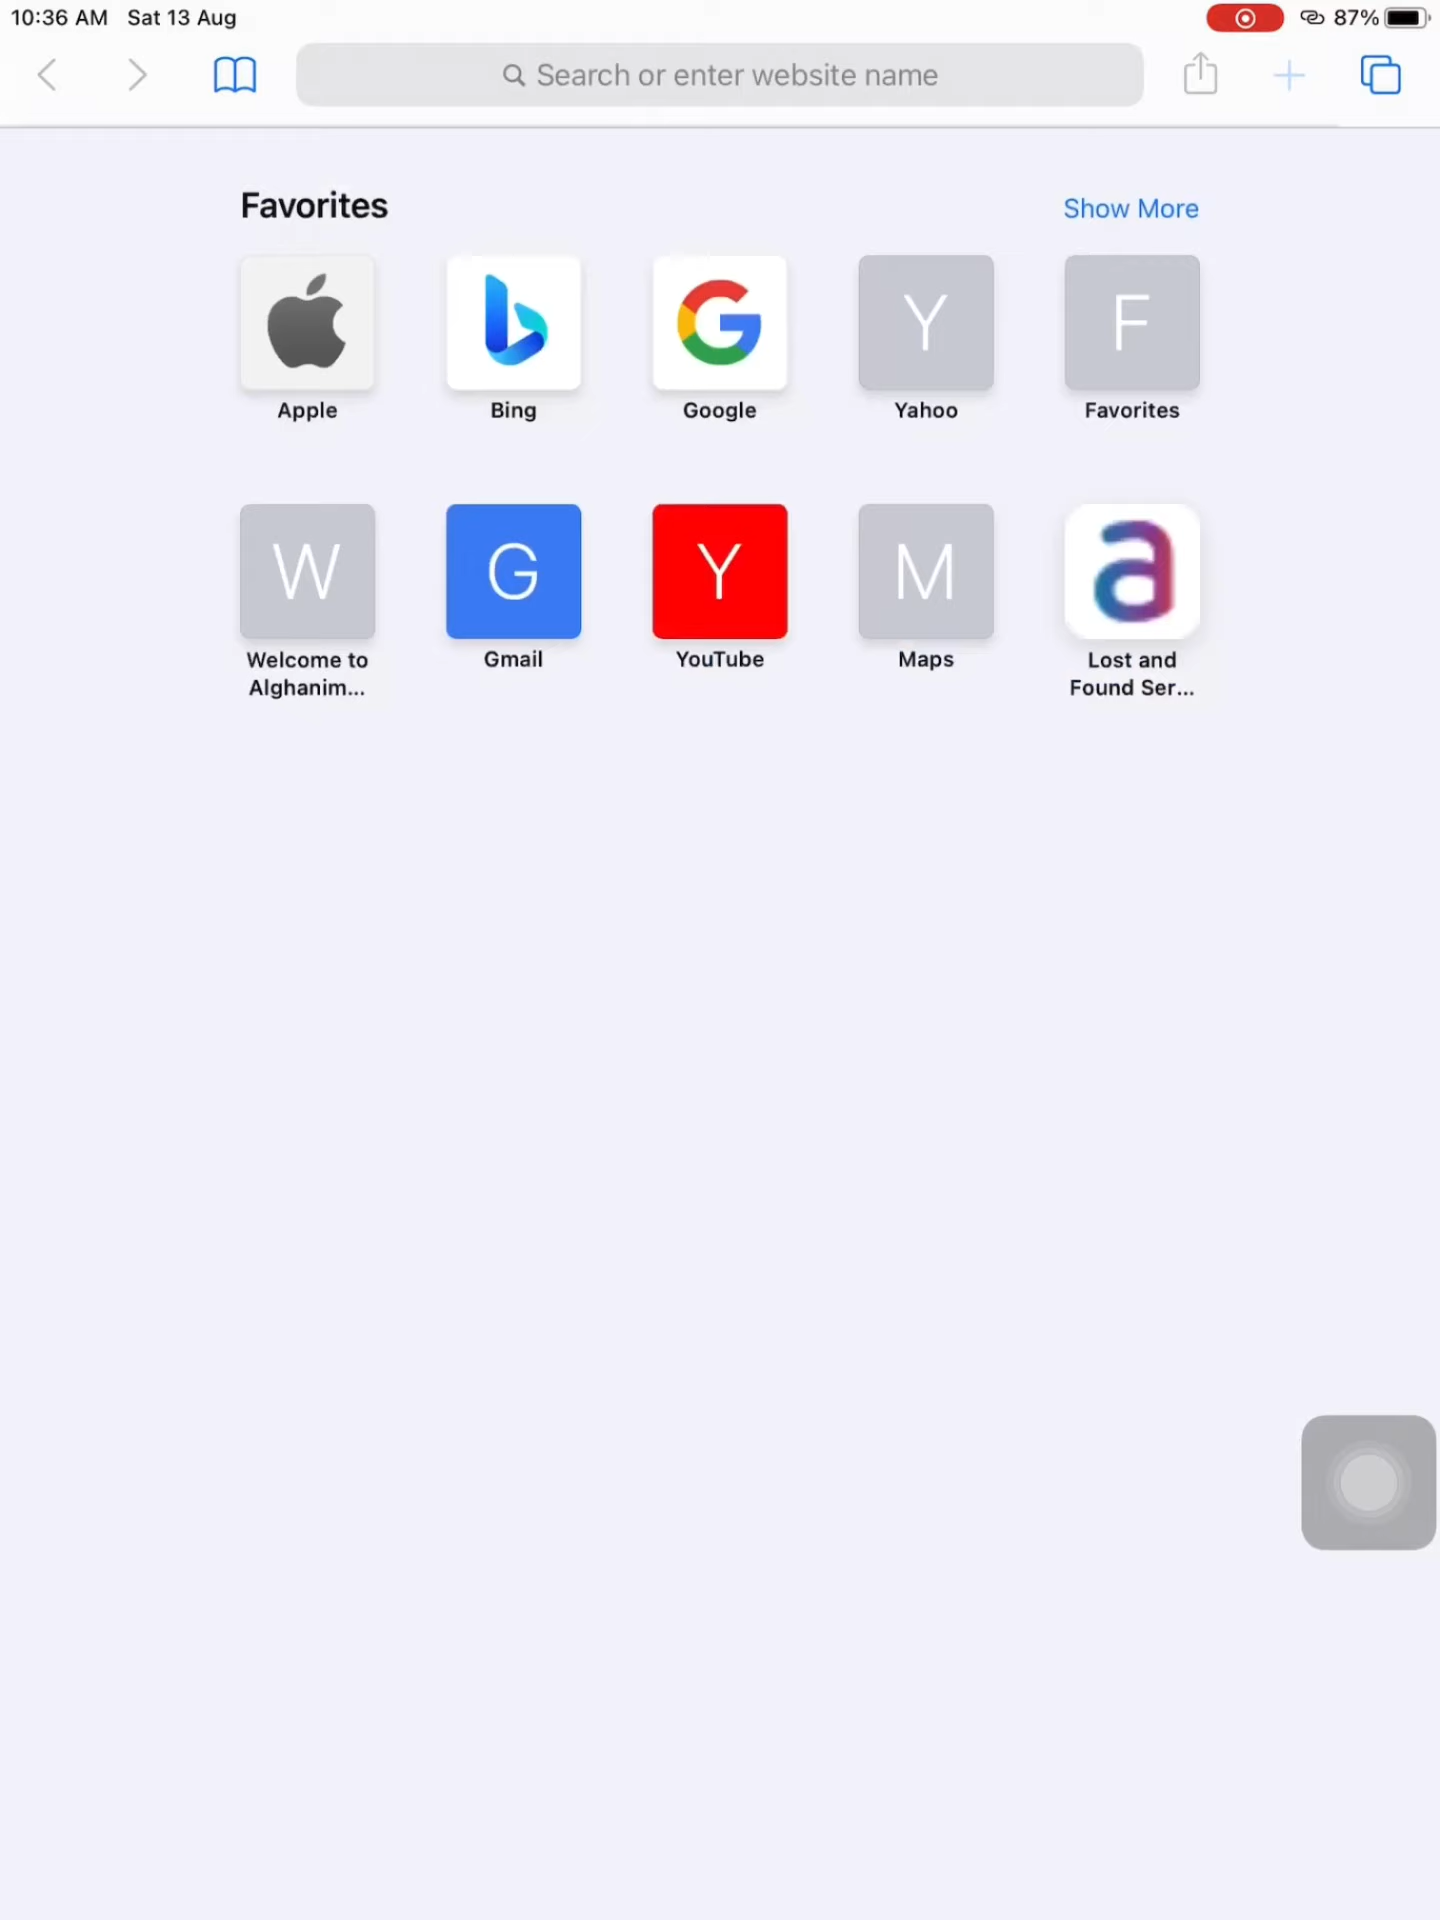 10:36 AM Sat 13 Aug
87%
Search or enter website name
Favorites
Show More
Y
F
Apple
Bing
Google
Yahoo
Favorites
W
G
Y
M
a
Welcome to
Alghanim...
Gmail
YouTube
Maps
Lost and
Found Ser...